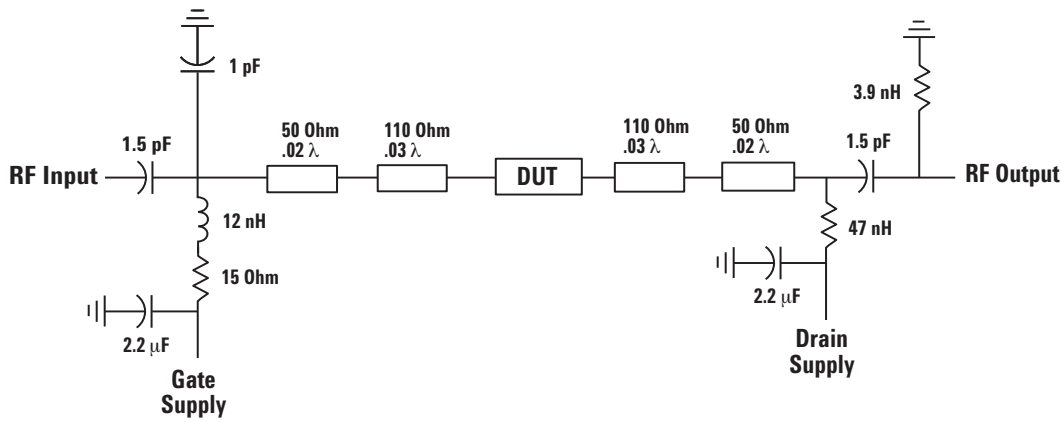 1 pF
3.9 nH
50 Ohm
.02 λ
110 Ohm
.03 λ
110 Ohm
.03 λ
50 Ohm
.02 λ
1.5 pF
1.5 pF
RF Input
DUT
RF Output
12 nH
47 nH
15 Ohm
2.2 μF
2.2 μF
Gate
Supply
Drain
Supply